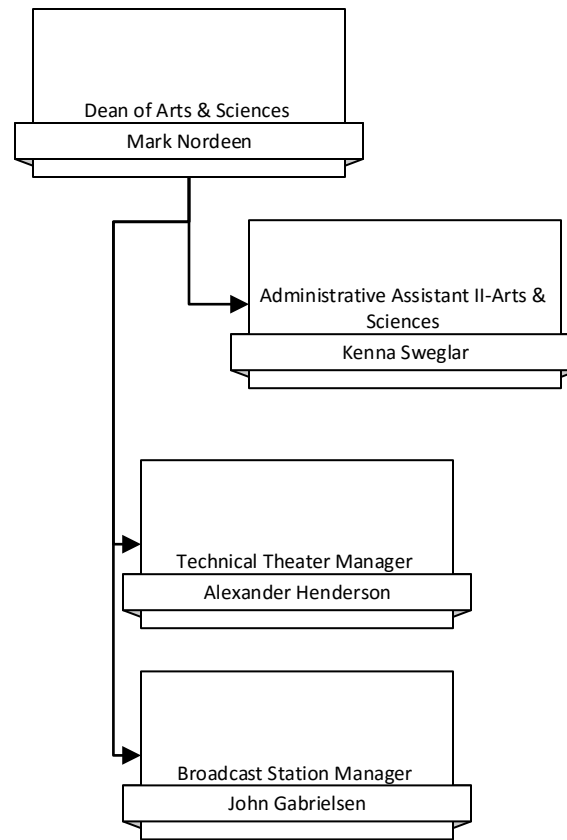 Dean of Arts & Sciences
Mark Nordeen
Administrative Assistant II-Arts &
Sciences
Kenna Sweglar
Technical Theater Manager
Alexander Henderson
Broadcast Station Manager
John Gabrielsen